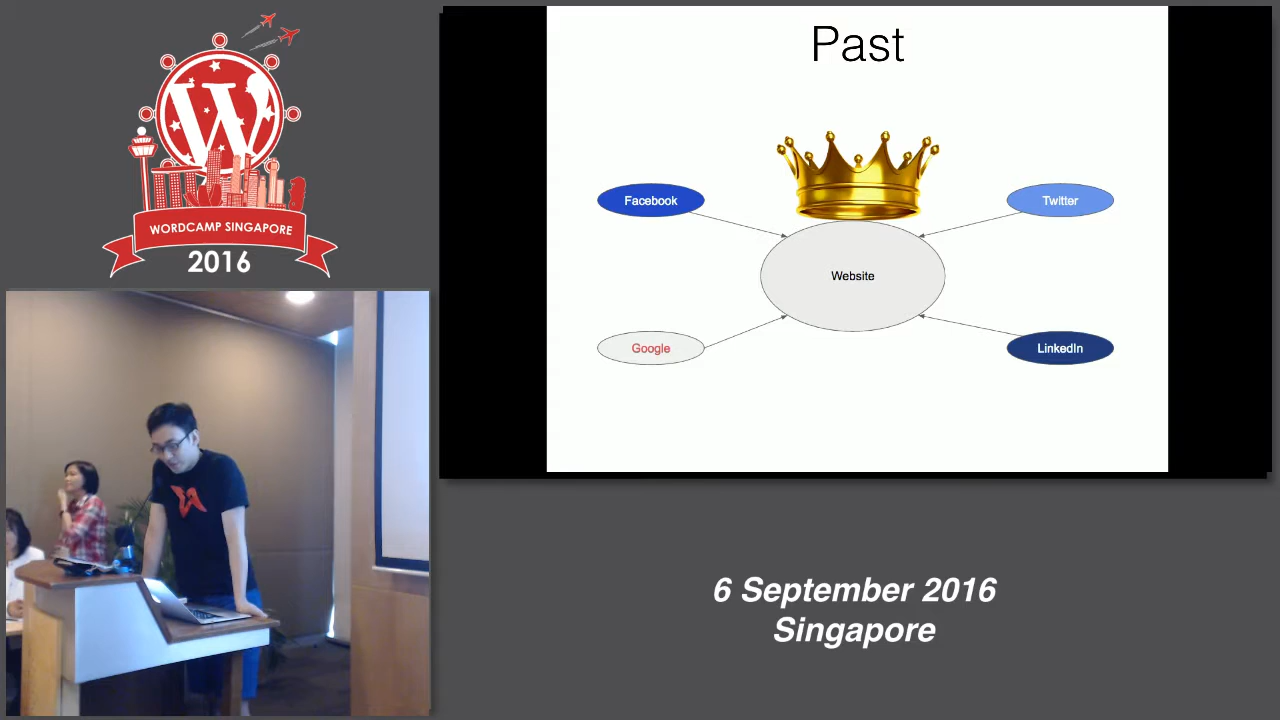 W
WORDCAMP SINGAPORE
2016
Past
Facebook
Twitter
Website
Google
LinkedIn
6 September 2016
Singapore